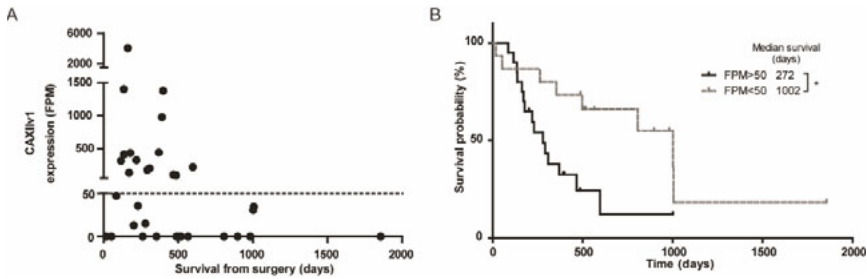 A
B
CAXIIv1
expression (FPM)
6000
4000
2000
1500
1000
500
50
0
0
500
1000
1500
2000
Survival from surgery (days)
Survival probability (%)
100
50
0
0
500
1000
1500
2000
Time (days)
Median survival
(days)
FPM>50 272
FPM<50 1002
*